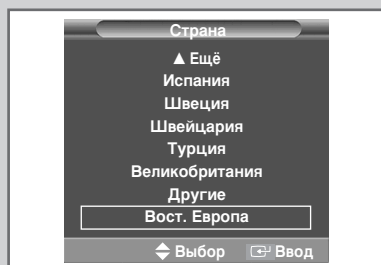 Страна
▲ Ещё
Испания
Швеция
Швейцария
Турция
Великобритания
Другие
Вост. Европа
Выбор Ввод